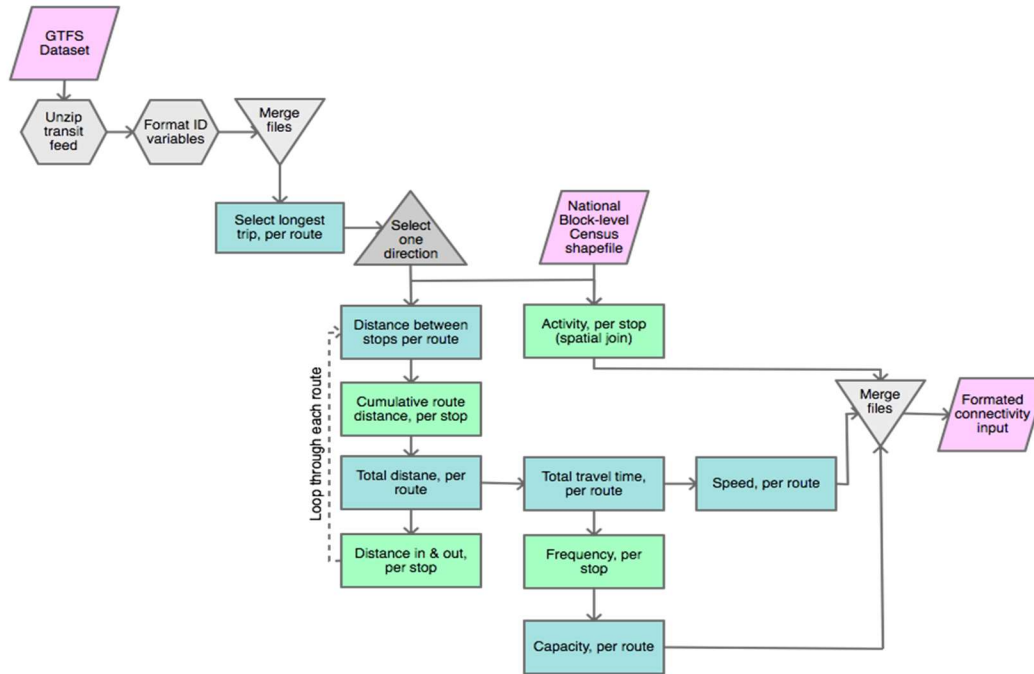 GTFS
Dataset
Unzip
transit
feed
Format ID
variables
Merge
files
Select longest
trip, per route
Select
one
direction
National
Block-level
Census
shapefile
Distance between
stops per route
Activity, per stop
(spatial join)
Loop through each route
Cumulative route
distance, per stop
Merge
files
Formated
connectivity
input
Total distane, per
route
Total travel time,
per route
Speed, per route
Distance in & out,
per stop
Frequency, per
stop
Capacity, per route